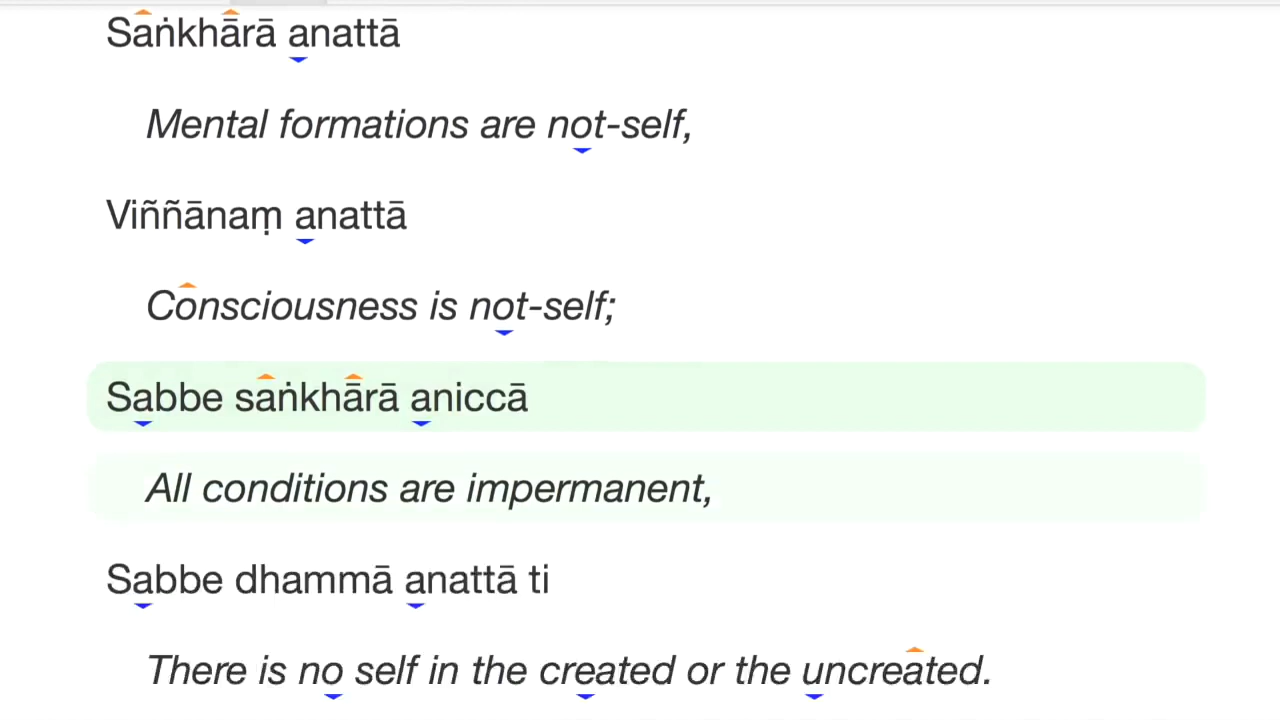 Saṅkhārā anattā
Mental formations are not-self,
Viññānaṃ anattā
Consciousness is not-self;
Sabbe saṅkhārā aniccā
All conditions are impermanent,
Sabbe dhammā anattā ti
There is no self in the created or the uncreated.